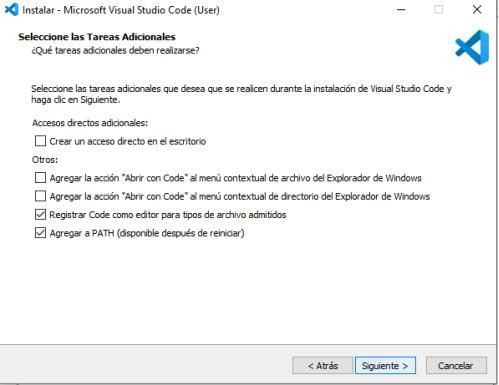 Instalar - Microsoft Visual Studio Code (User)
Seleccione las Tareas Adicionales
¿Qué tareas adicionales deben realizarse?
Seleccione las tareas adicionales que desea que se realicen durante la instalación de Visual Studio Code y
haga clic en Siguiente.
Accesos directos adicionales:
Crear un acceso directo en el escritorio
Otros:
Agregar la acción "Abrir con Code" al menú contextual de archivo del Explorador de Windows
Agregar la acción "Abrir con Code" al menú contextual de directorio del Explorador de Windows
Registrar Code como editor para tipos de archivo admitidos
Agregar a PATH (disponible después de reiniciar)
< Atrás Siguiente > Cancelar